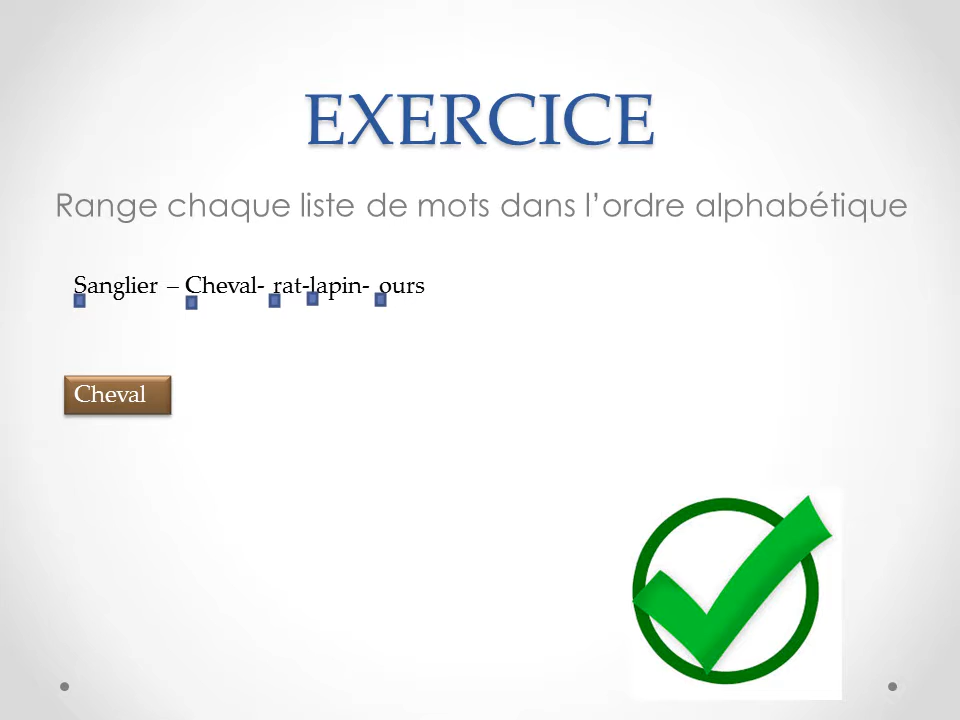 EXERCICE
Range chaque liste de mots dans l’ordre alphabétique
Sanglier – Cheval- rat-lapin- ours
Cheval